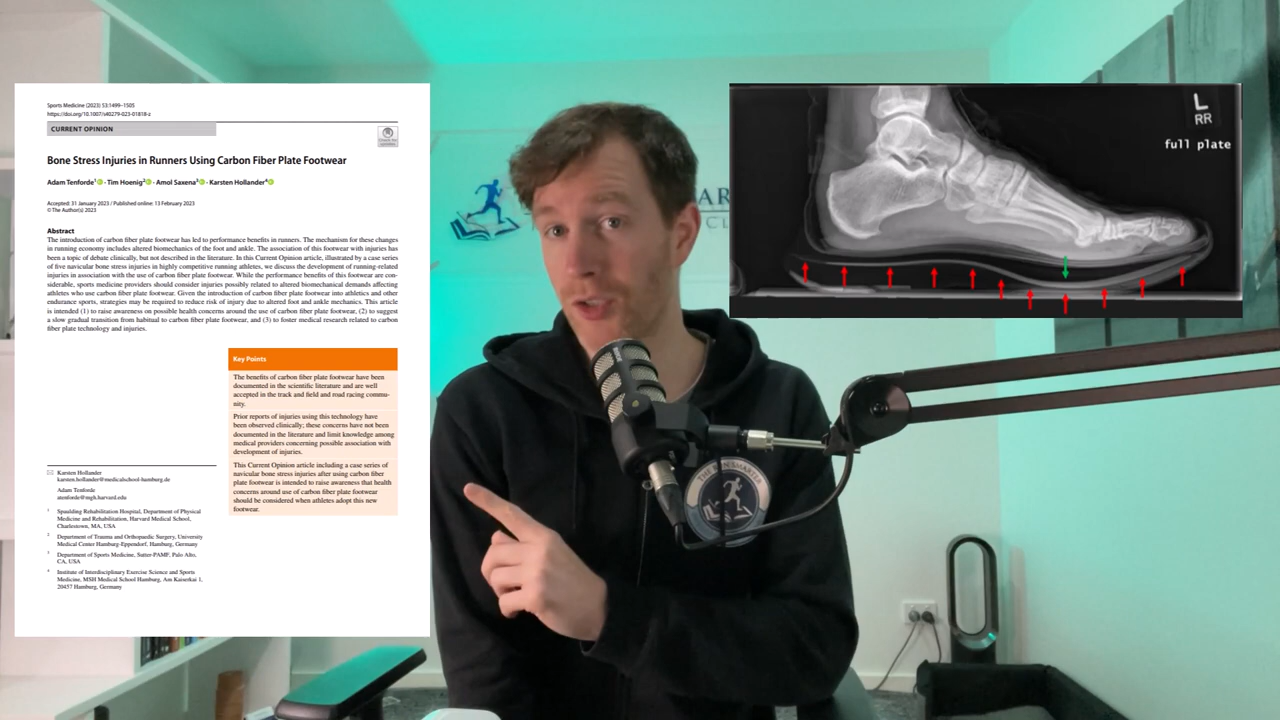 Sports Medicine (2023) 53:1499–1505
https://doi.org/10.1007/s40279-023-01818-z
CURRENT OPINION
Bone Stress Injuries in Runners Using Carbon Fiber Plate Footwear
Adam Tenforde1 · Tim Hoenig2 · Amol Saxena3 · Karsten Hollander4
Accepted: 31 January 2023 / Published online: 13 February 2023
© The Author(s) 2023
Abstract
The introduction of carbon fiber plate footwear has led to performance benefits in runners. The mechanism for these changes
in running economy includes altered biomechanics of the foot and ankle. The association of this footwear with injuries has
been a topic of debate clinically, but not described in the literature. In this Current Opinion article, illustrated by a case series
of five navicular bone stress injuries in highly competitive running athletes, we discuss the development of running-related
injuries in association with the use of carbon fiber plate footwear. While the performance benefits of this footwear are con-
siderable, sports medicine providers should consider injuries possibly related to altered biomechanical demands affecting
athletes who use carbon fiber plate footwear. Given the introduction of carbon fiber plate footwear into athletics and other
endurance sports, strategies may be required to reduce risk of injury due to altered foot and ankle mechanics. This article
is intended (1) to raise awareness on possible health concerns around the use of carbon fiber plate footwear, (2) to suggest
a slow gradual transition from habitual to carbon fiber plate footwear, and (3) to foster medical research related to carbon
fiber plate technology and injuries.
Key Points
The benefits of carbon fiber plate footwear have been
documented in the scientific literature and are well
accepted in the track and field and road racing commu-
nity.
Prior reports of injuries using this technology have
been observed clinically; these concerns have not been
documented in the literature and limit knowledge among
medical providers concerning possible association with
development of injuries.
This Current Opinion article including a case series of
navicular bone stress injuries after using carbon fiber
plate footwear is intended to raise awareness that health
concerns around use of carbon fiber plate footwear
should be considered when athletes adopt this new
footwear.
Karsten Hollander
karsten.hollander@medicalschool-hamburg.de
Adam Tenforde
atenforde@mgh.harvard.edu
1 Spaulding Rehabilitation Hospital, Department of Physical
Medicine and Rehabilitation, Harvard Medical School,
Charlestown, MA, USA
2 Department of Trauma and Orthopaedic Surgery, University
Medical Center Hamburg-Eppendorf, Hamburg, Germany
3 Department of Sports Medicine, Sutter-PAMF, Palo Alto,
CA, USA
4 Institute of Interdisciplinary Exercise Science and Sports
Medicine, MSH Medical School Hamburg, Am Kaiserkai 1,
20457 Hamburg, Germany
L
RR
full plate